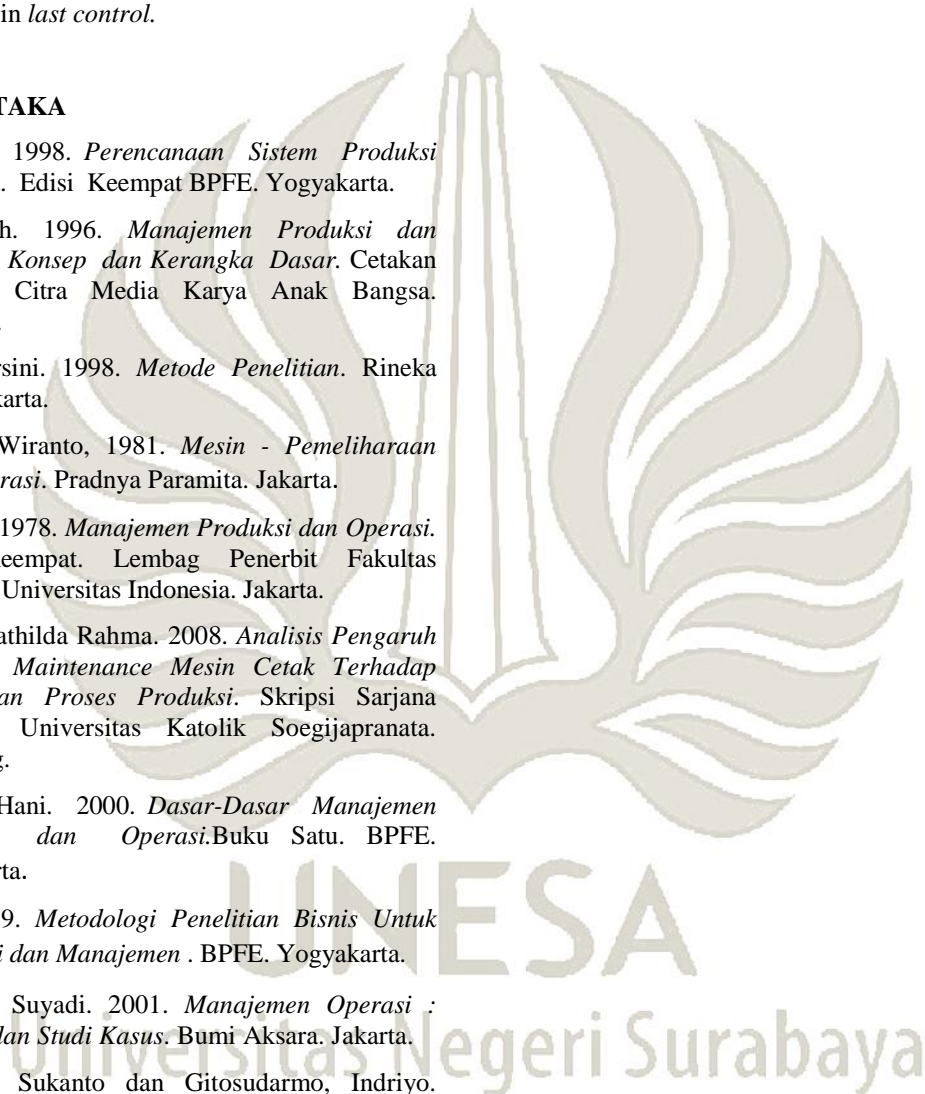 in last control.
TAKA
1998. Perencanaan Sistem Produksi
. Edisi Keempat BPFE. Yogyakarta.
h. 1996. Manajemen Produksi dan
Konsep dan Kerangka Dasar. Cetakan
Citra Media Karya Anak Bangsa.
.
rsini. 1998. Metode Penelitian. Rineka
karta.
Wiranto, 1981. Mesin - Pemeliharaan
rasi. Pradnya Paramita. Jakarta.
1978. Manajemen Produksi dan Operasi.
eempat. Lembag Penerbit Fakultas
Universitas Indonesia. Jakarta.
athilda Rahma. 2008. Analisis Pengaruh
Maintenance Mesin Cetak Terhadap
an Proses Produksi. Skripsi Sarjana
Universitas Katolik Soegijapranata.
g.
Hani. 2000. Dasar-Dasar Manajemen
dan Operasi.Buku Satu. BPFE.
rta.
9. Metodologi Penelitian Bisnis Untuk
i dan Manajemen . BPFE. Yogyakarta.
Suyadi. 2001. Manajemen Operasi :
dan Studi Kasus. Bumi Aksara. Jakarta.
Sukanto dan Gitosudarmo, Indriyo.
UNESA
Universitas Negeri Surabaya